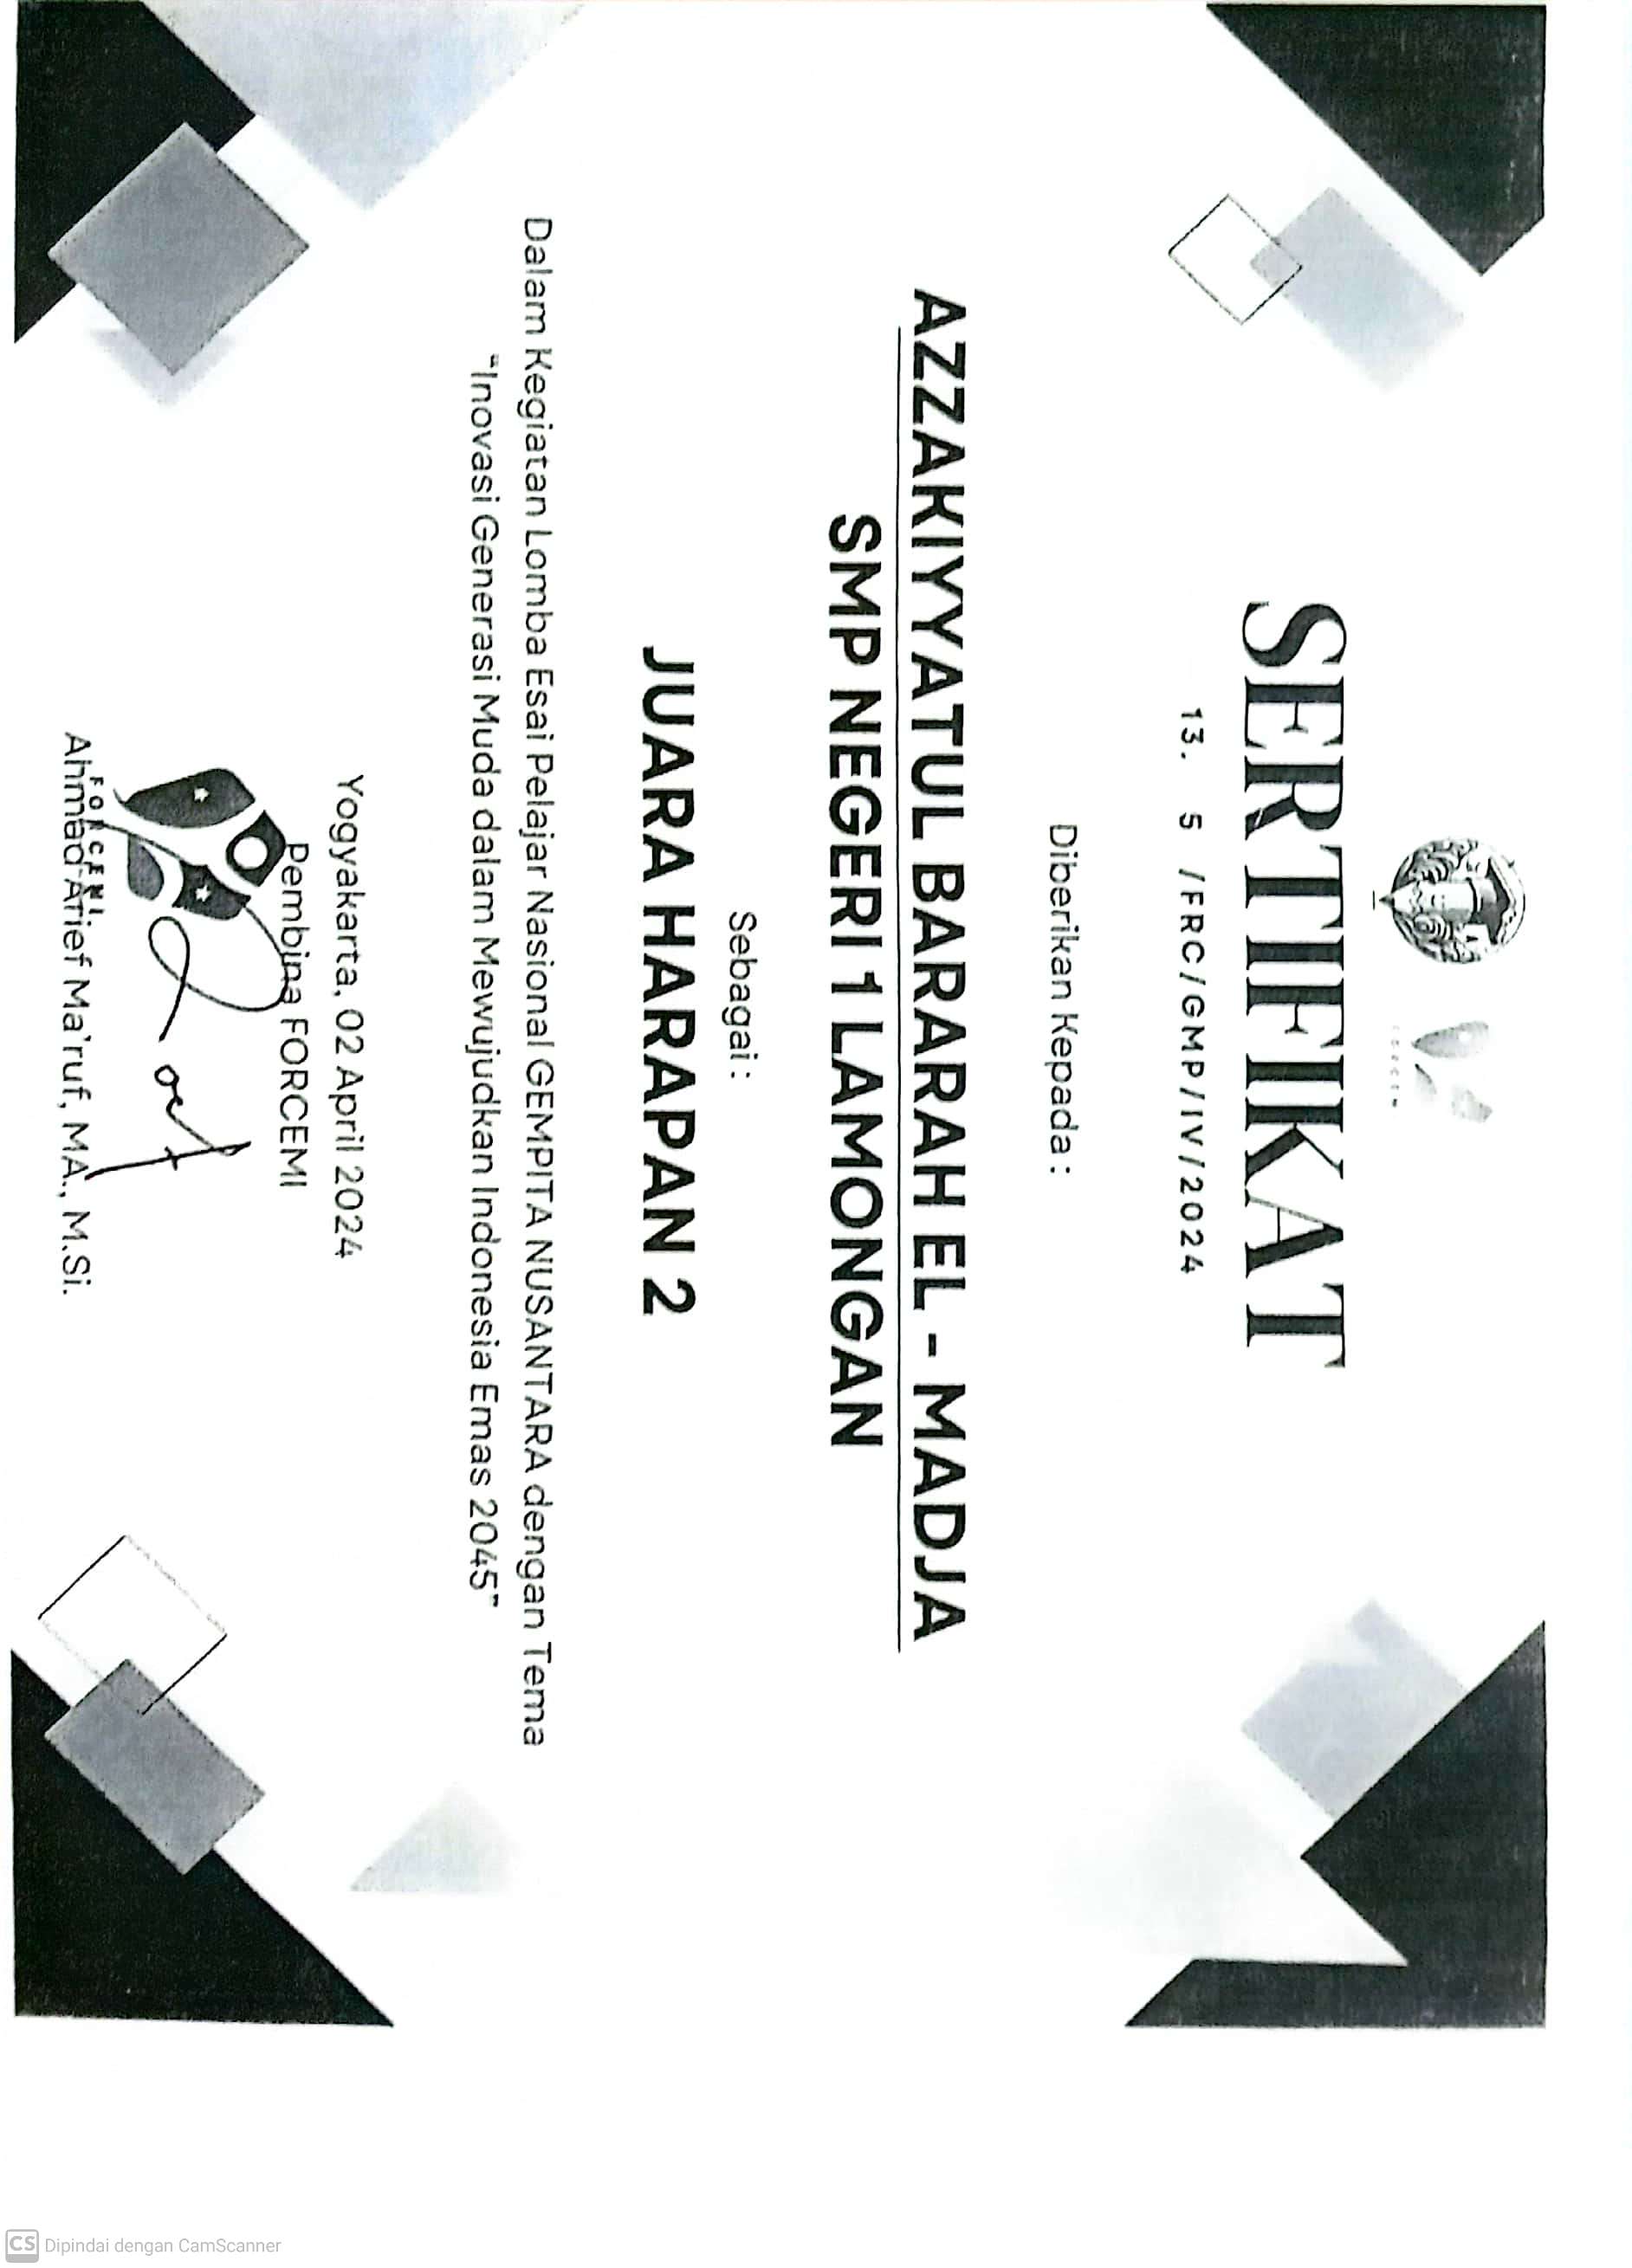 SERTIFIKAT
13. 5 /FRC/GMP/IV/2024
Diberikan Kepada :
AZZAKIYYATUL BARARAH EL - MADJA
SMP NEGERI 1 LAMONGAN
Sebagai :
JUARA HARAPAN 2
Dalam Kegiatan Lomba Esai Pelajar Nasional GEMPITA NUSANTARA dengan Tema
"Inovasi Generasi Muda dalam Mewujudkan Indonesia Emas 2045"
Yogyakarta, 02 April 2024
Pembina FORCEMI
FORCEMI
Ahmad Arief Ma'ruf, MA., M.Si.
CS Dipindai dengan CamScanner